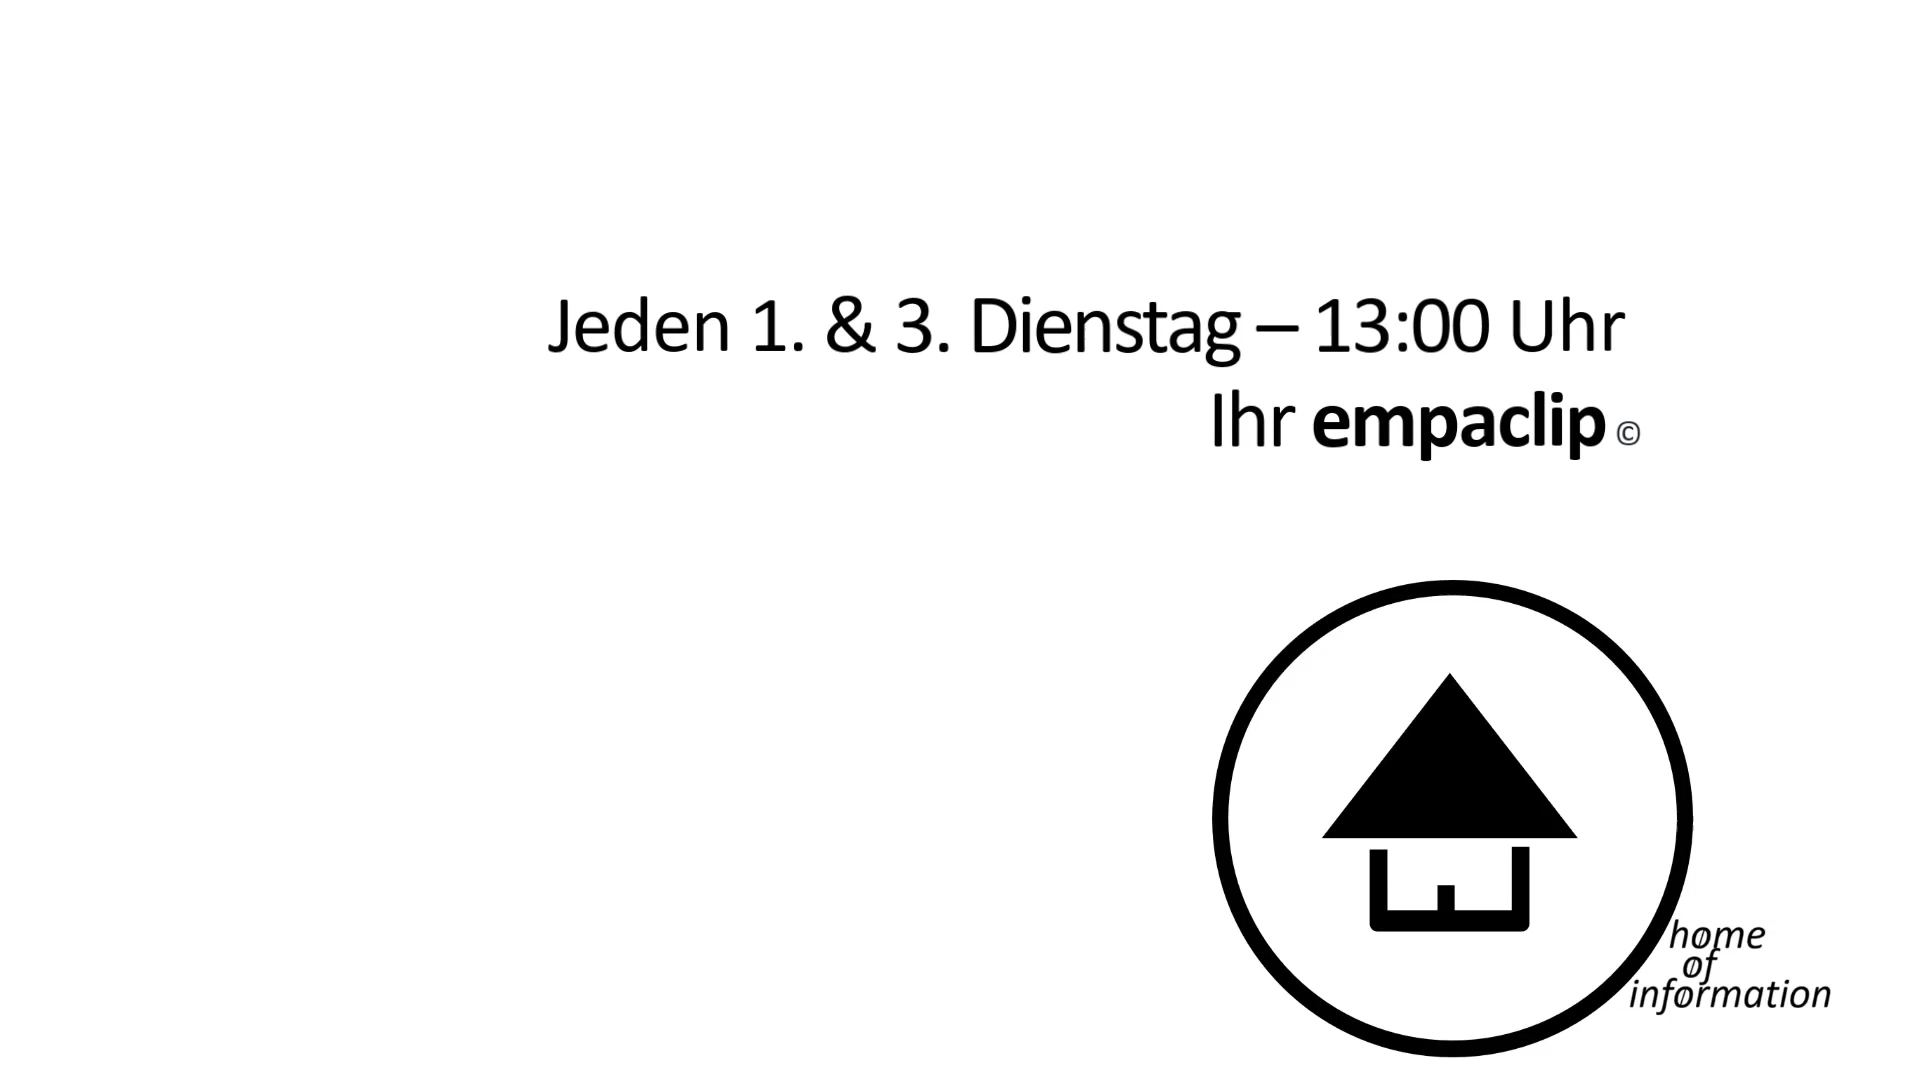 Jeden 1. & 3. Dienstag – 13:00 Uhr
Ihr empaclip ©
home
of
information